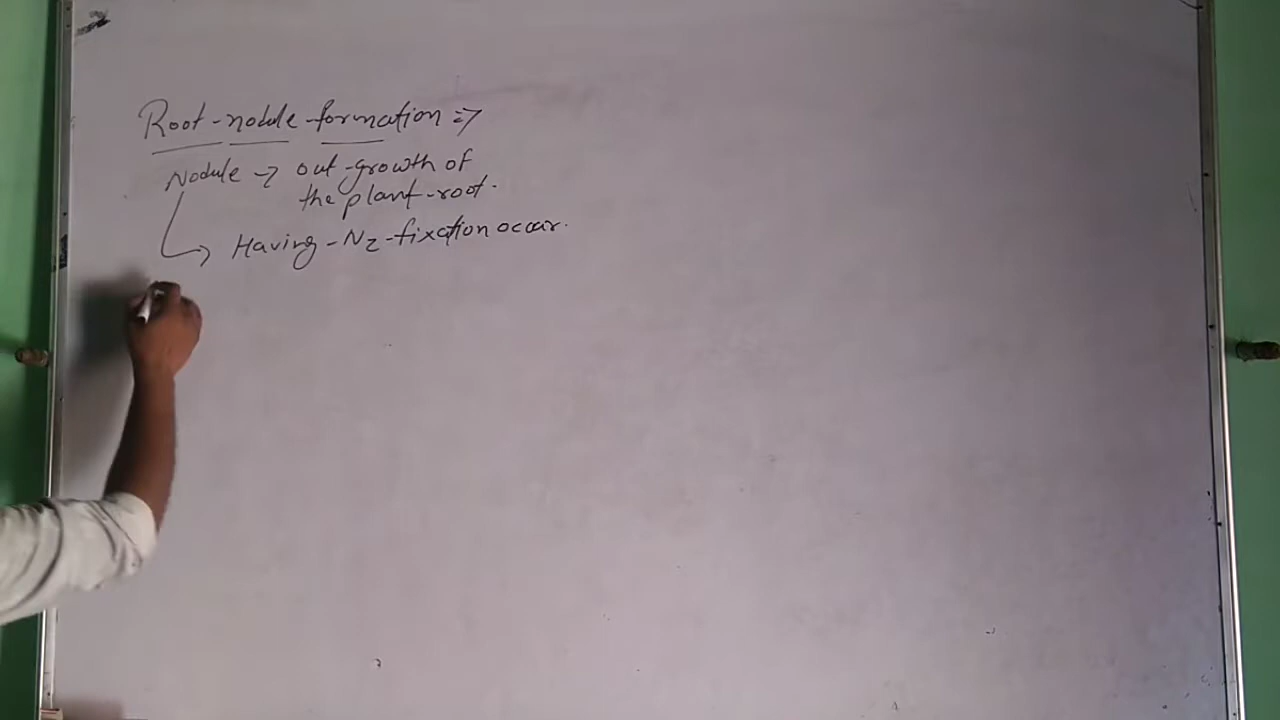 Root-nodule-formation =>
Nodule → out-growth of
the plant-root.
Having-N2-fixation occur.